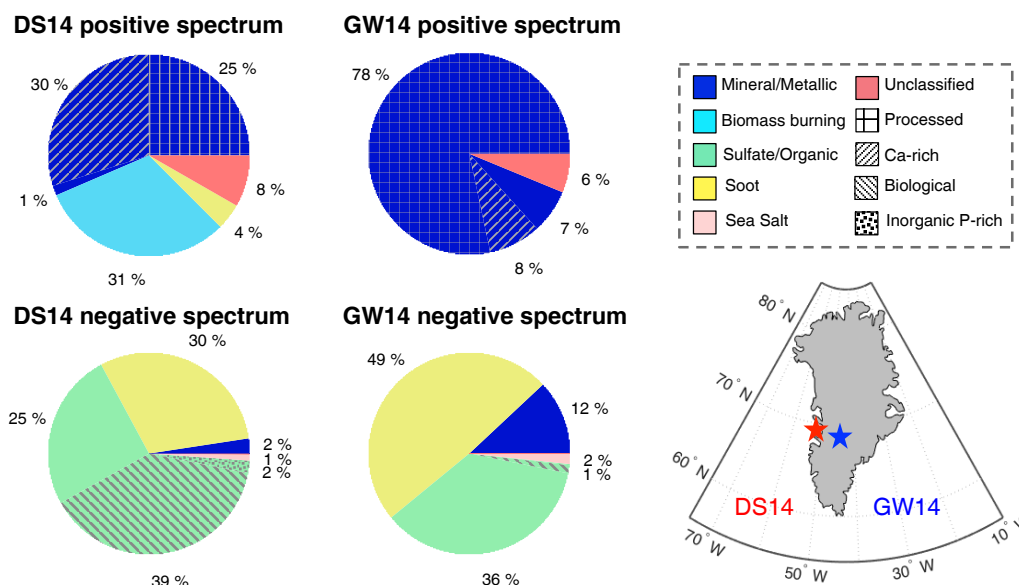 DS14 positive spectrum
30 %
25 %
1 %
8 %
4 %
31 %
GW14 positive spectrum
78 %
6 %
7 %
8 %
Mineral/Metallic
Biomass burning
Sulfate/Organic
Soot
Sea Salt
Unclassified
Processed
Ca-rich
Biological
Inorganic P-rich
DS14 negative spectrum
30 %
25 %
2 %
1 %
2 %
39 %
GW14 negative spectrum
49 %
12 %
2 %
1 %
36 %
80° N
70° N
60° N
DS14
GW14
70° W
50° W
30° W
10° W